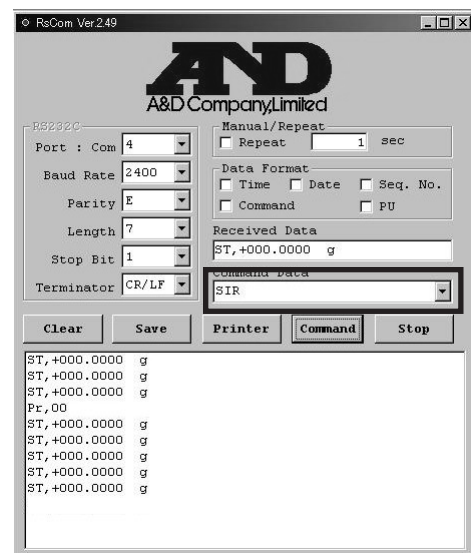 RsCom Ver.2.49
AND
A&D Company,Limited
RS232C
Port : Com 4
Baud Rate 2400
Parity E
Length 7
Stop Bit 1
Terminator CR/LF
Manual/Repeat
Repeat 1 sec
Data Format
Time Date Seq. No.
Command PU
Received Data
ST,+000.0000 g
Command Data
SIR
Clear Save Printer Command Stop
ST,+000.0000 g
ST,+000.0000 g
ST,+000.0000 g
Pr,00
ST,+000.0000 g
ST,+000.0000 g
ST,+000.0000 g
ST,+000.0000 g
ST,+000.0000 g